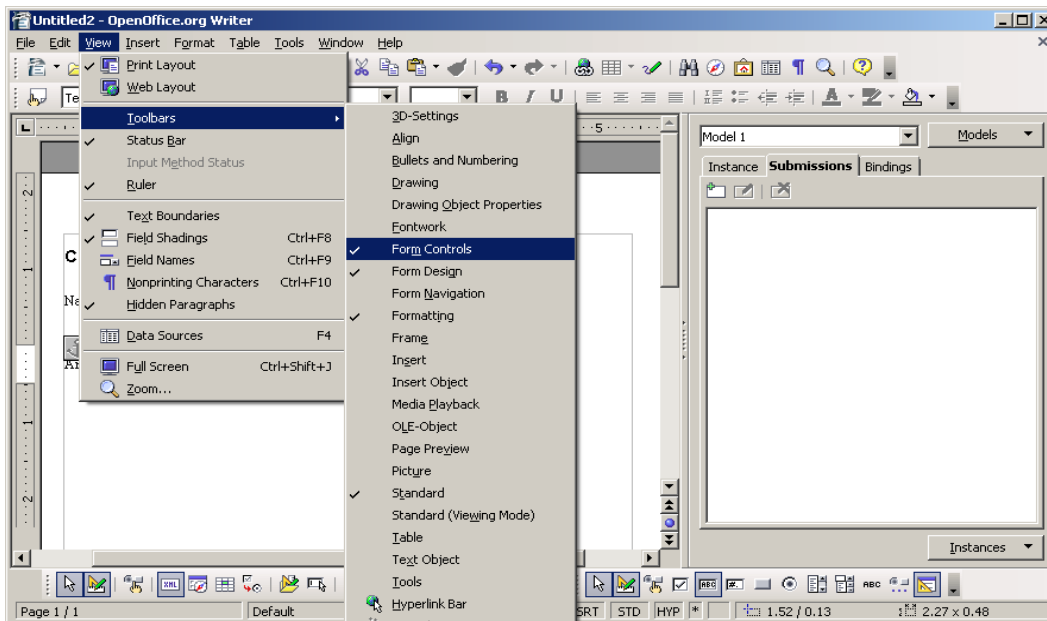 Untitled2 - OpenOffice.org Writer
File Edit View Insert Format Table Tools Window Help
Print Layout
Web Layout
Toolbars
Status Bar
Input Method Status
Ruler
Text Boundaries
Field Shadings Ctrl+F8
Field Names Ctrl+F9
Nonprinting Characters Ctrl+F10
Hidden Paragraphs
Data Sources F4
Full Screen Ctrl+Shift+J
Zoom...
3D-Settings
Align
Bullets and Numbering
Drawing
Drawing Object Properties
Fontwork
Form Controls
Form Design
Form Navigation
Formatting
Frame
Insert
Insert Object
Media Playback
OLE-Object
Page Preview
Picture
Standard
Standard (Viewing Mode)
Table
Text Object
Tools
Hyperlink Bar
Model 1 Models
Instance Submissions Bindings
Instances
Page 1 / 1 Default SRT STD HYP * 1.52 / 0.13 2.27 x 0.48